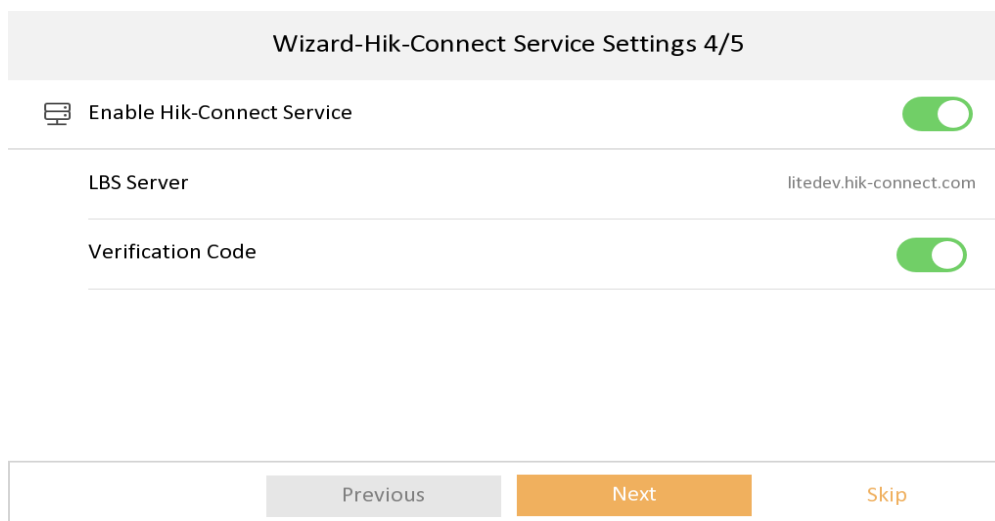 Wizard-Hik-Connect Service Settings 4/5
Enable Hik-Connect Service
LBS Server litedev.hik-connect.com
Verification Code
Previous Next Skip